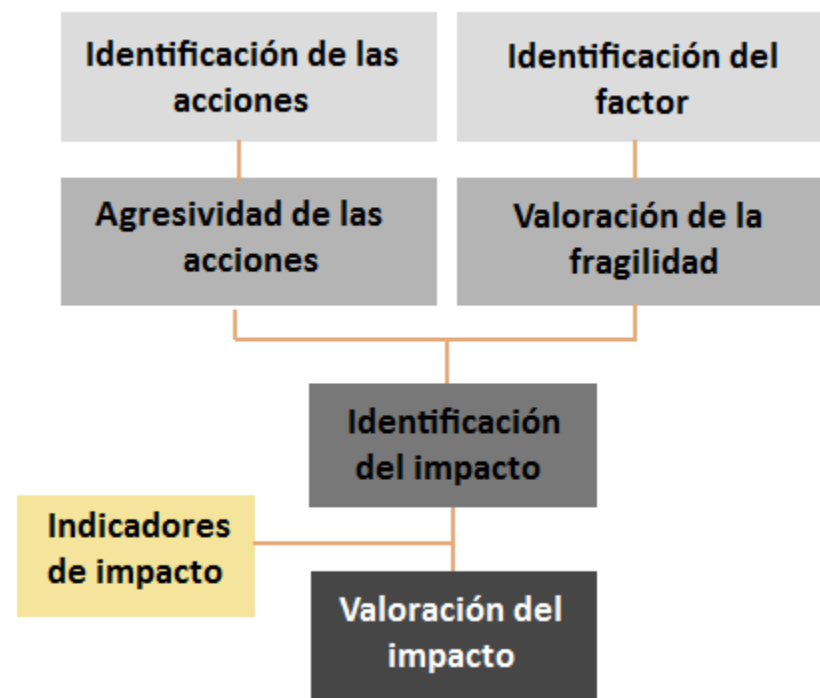 Identificación de las
acciones
Identificación del
factor
Agresividad de las
acciones
Valoración de la
fragilidad
Identificación
del impacto
Indicadores
de impacto
Valoración del
impacto